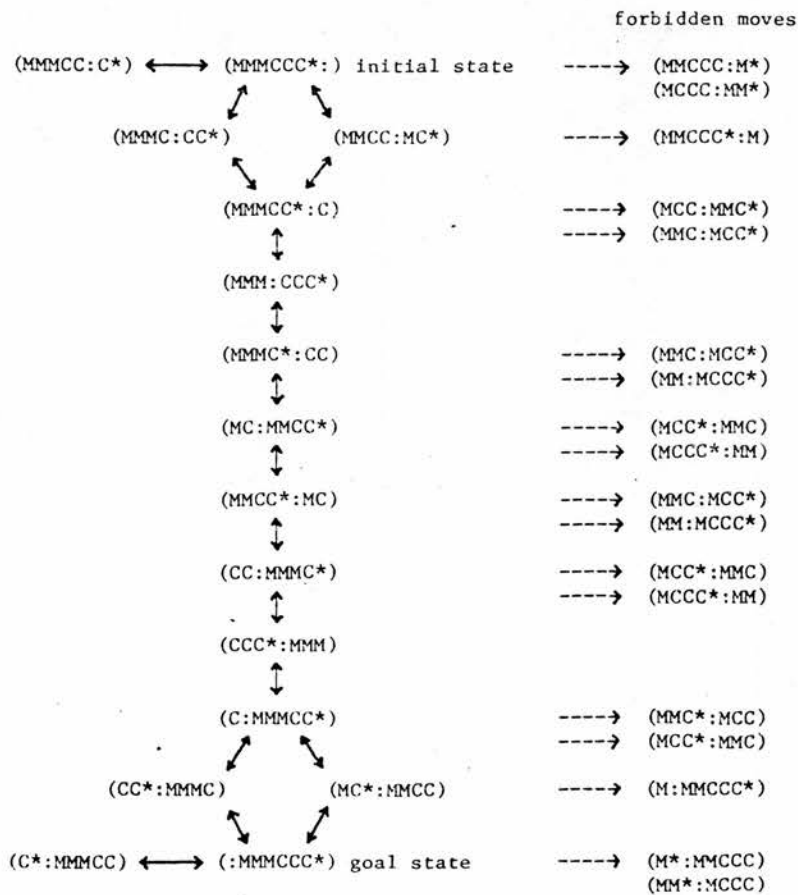 forbidden moves
(MMMCC:C*) ⟷ (MMMCCC*:) initial state ----→ (MMCCC:M*)
(MCCC:MM*)
(MMMC:CC*) (MMCC:MC*) ----→ (MMCCC*:M)
(MMMCC*:C) ----→ (MCC:MMC*)
----→ (MMC:MCC*)
(MMM:CCC*)
(MMMC*:CC) ----→ (MMC:MCC*)
----→ (MM:MCCC*)
(MC:MMCC*) ----→ (MCC*:MMC)
----→ (MCCC*:MM)
(MMCC*:MC) ----→ (MMC:MCC*)
----→ (MM:MCCC*)
(CC:MMMC*) ----→ (MCC*:MMC)
----→ (MCCC*:MM)
(CCC*:MMM)
(C:MMMCC*) ----→ (MMC*:MCC)
----→ (MCC*:MMC)
(CC*:MMMC) (MC*:MMCC) ----→ (M:MMCCC*)
(C*:MMMCC) ⟷ (:MMMCCC*) goal state ----→ (M*:MMCCC)
(MM*:MCCC)